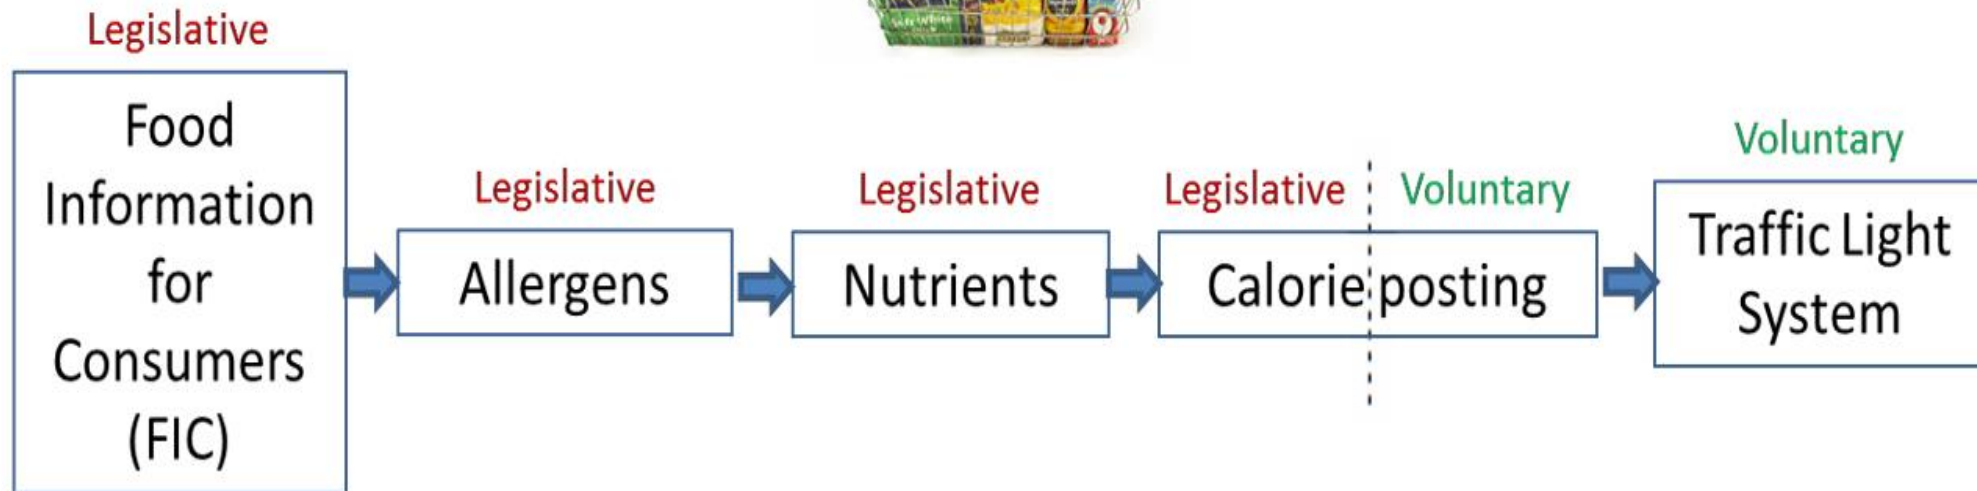 Legislative
Food
Information
for
Consumers
(FIC)
Legislative
Allergens
Legislative
Nutrients
Legislative
Voluntary
Calorie posting
Voluntary
Traffic Light
System